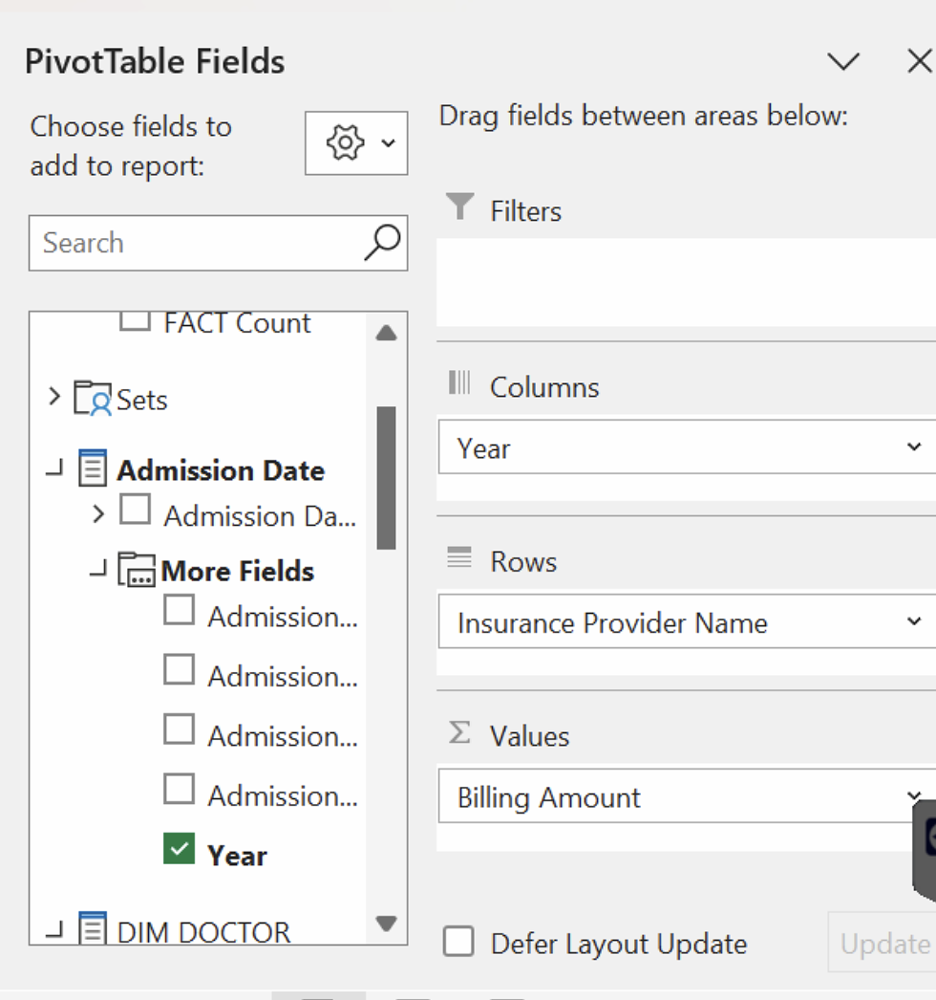 PivotTable Fields
Choose fields to
add to report:
Search
FACT Count
Sets
Admission Date
Admission Da...
More Fields
Admission...
Admission...
Admission...
Admission...
Year
DIM DOCTOR
Drag fields between areas below:
Filters
Columns
Year
Rows
Insurance Provider Name
Values
Billing Amount
Defer Layout Update
Update